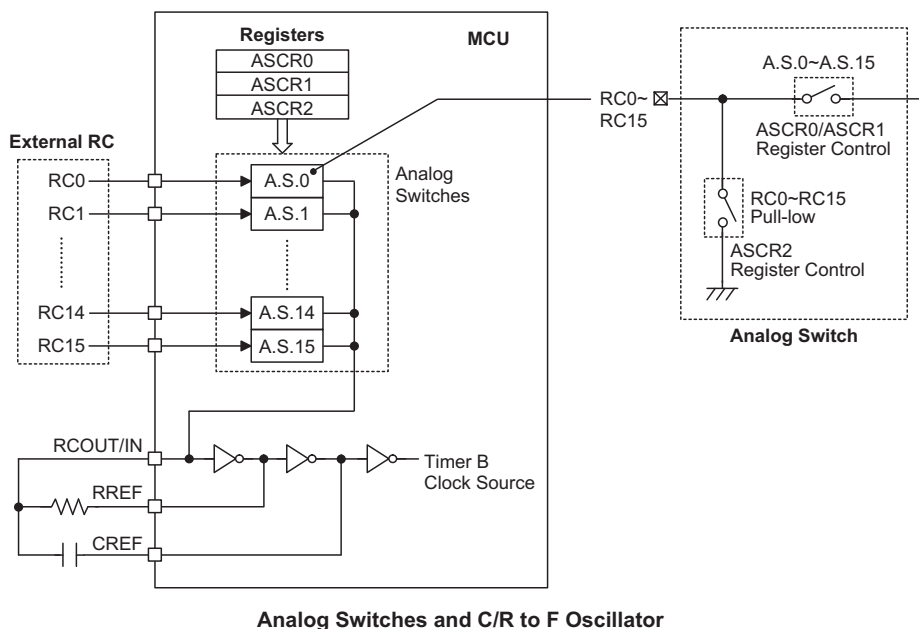 Registers
MCU
ASCR0
ASCR1
ASCR2
External RC
RC0
RC1
RC14
RC15
A.S.0
A.S.1
A.S.14
A.S.15
Analog
Switches
RC0~
RC15
A.S.0~A.S.15
ASCR0/ASCR1
Register Control
RC0~RC15
Pull-low
ASCR2
Register Control
Analog Switch
RCOUT/IN
RREF
CREF
Timer B
Clock Source
Analog Switches and C/R to F Oscillator